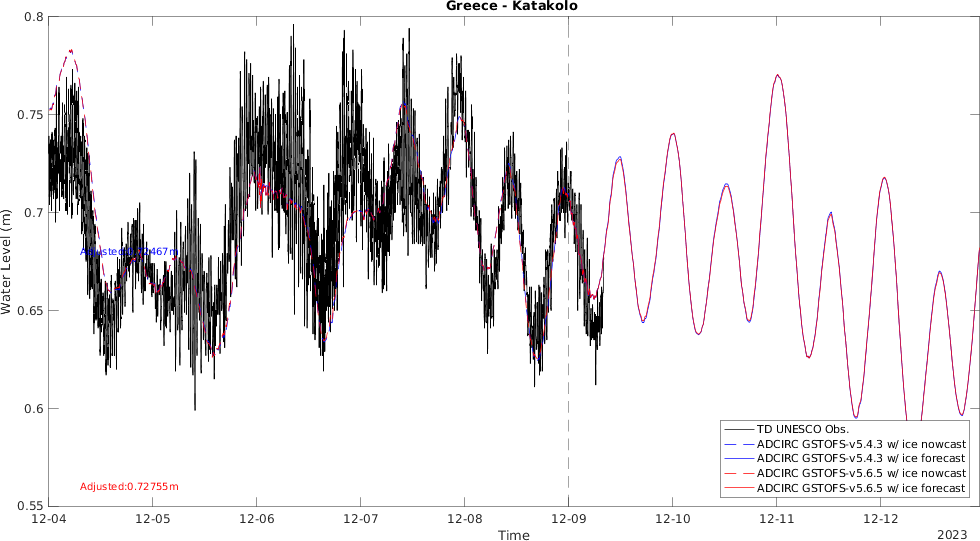 Greece - Katakolo
0.8
0.75
0.7
0.65
0.6
0.55
Water Level (m)
Adjusted:0.72467m
Adjusted:0.72755m
TD UNESCO Obs.
ADCIRC GSTOFS-v5.4.3 w/ ice nowcast
ADCIRC GSTOFS-v5.4.3 w/ ice forecast
ADCIRC GSTOFS-v5.6.5 w/ ice nowcast
ADCIRC GSTOFS-v5.6.5 w/ ice forecast
12-04 12-05 12-06 12-07 12-08 12-09 12-10 12-11 12-12
Time
2023